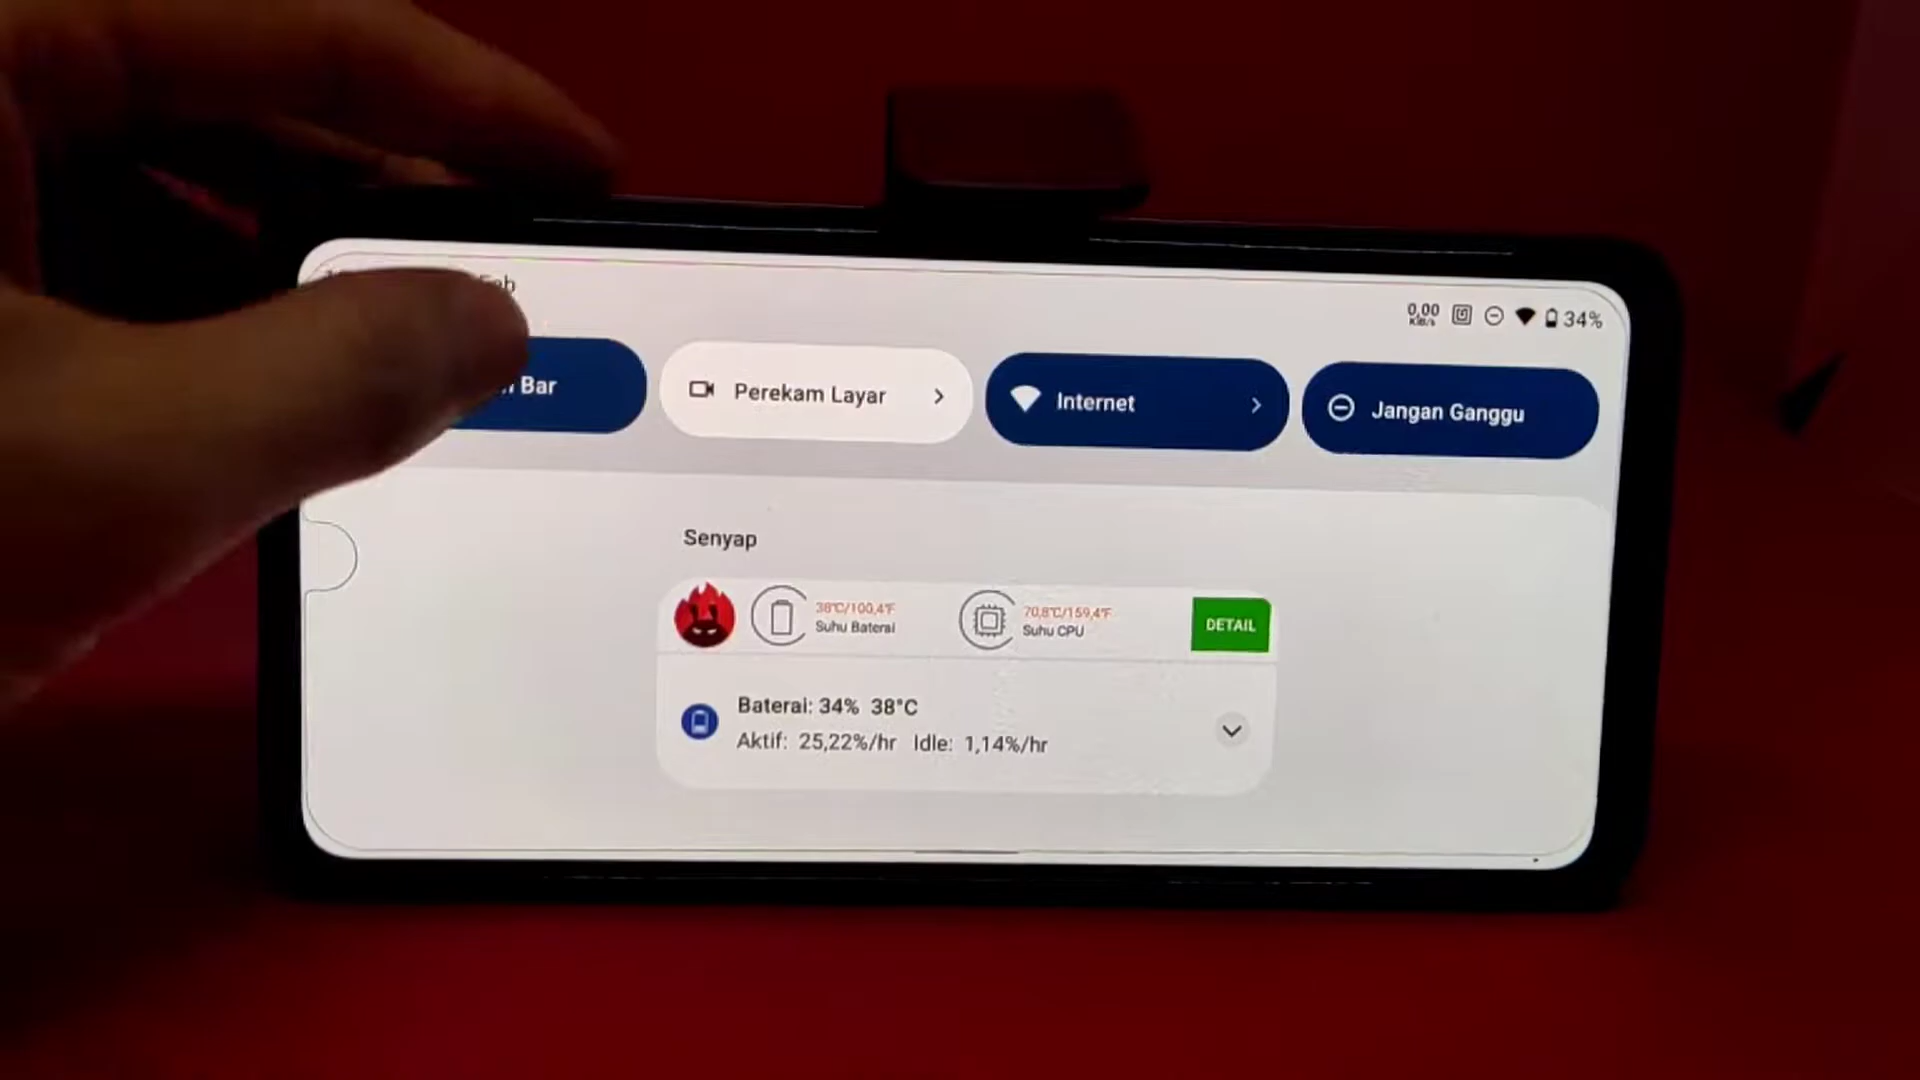 0,00
KiB/s
34%
Bar
Perekam Layar
Internet
Jangan Ganggu
Senyap
38°C/100,4°F
Suhu Baterai
70,8°C/159,4°F
Suhu CPU
DETAIL
Baterai: 34% 38°C
Aktif: 25,22%/hr Idle: 1,14%/hr